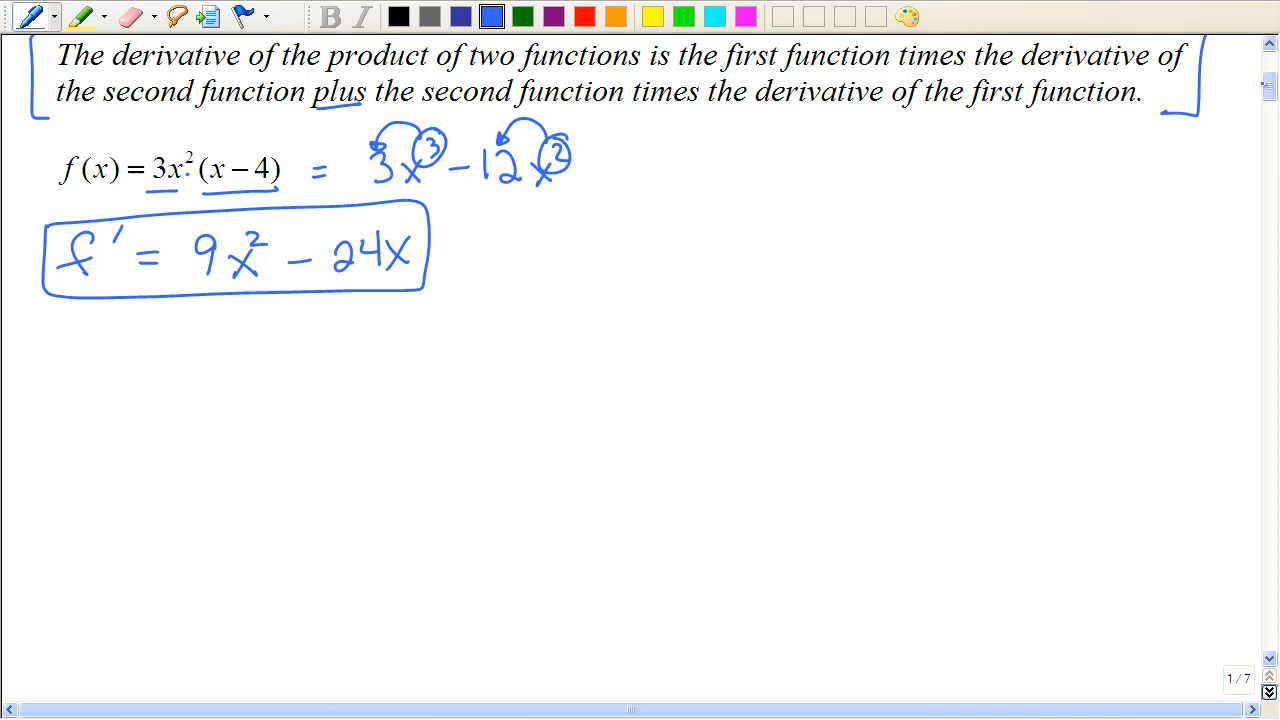 B I
The derivative of the product of two functions is the first function times the derivative of
the second function plus the second function times the derivative of the first function.
f(x) = 3x²(x − 4) = 3x³ − 12x²
f′ = 9x² − 24x
1 / 7